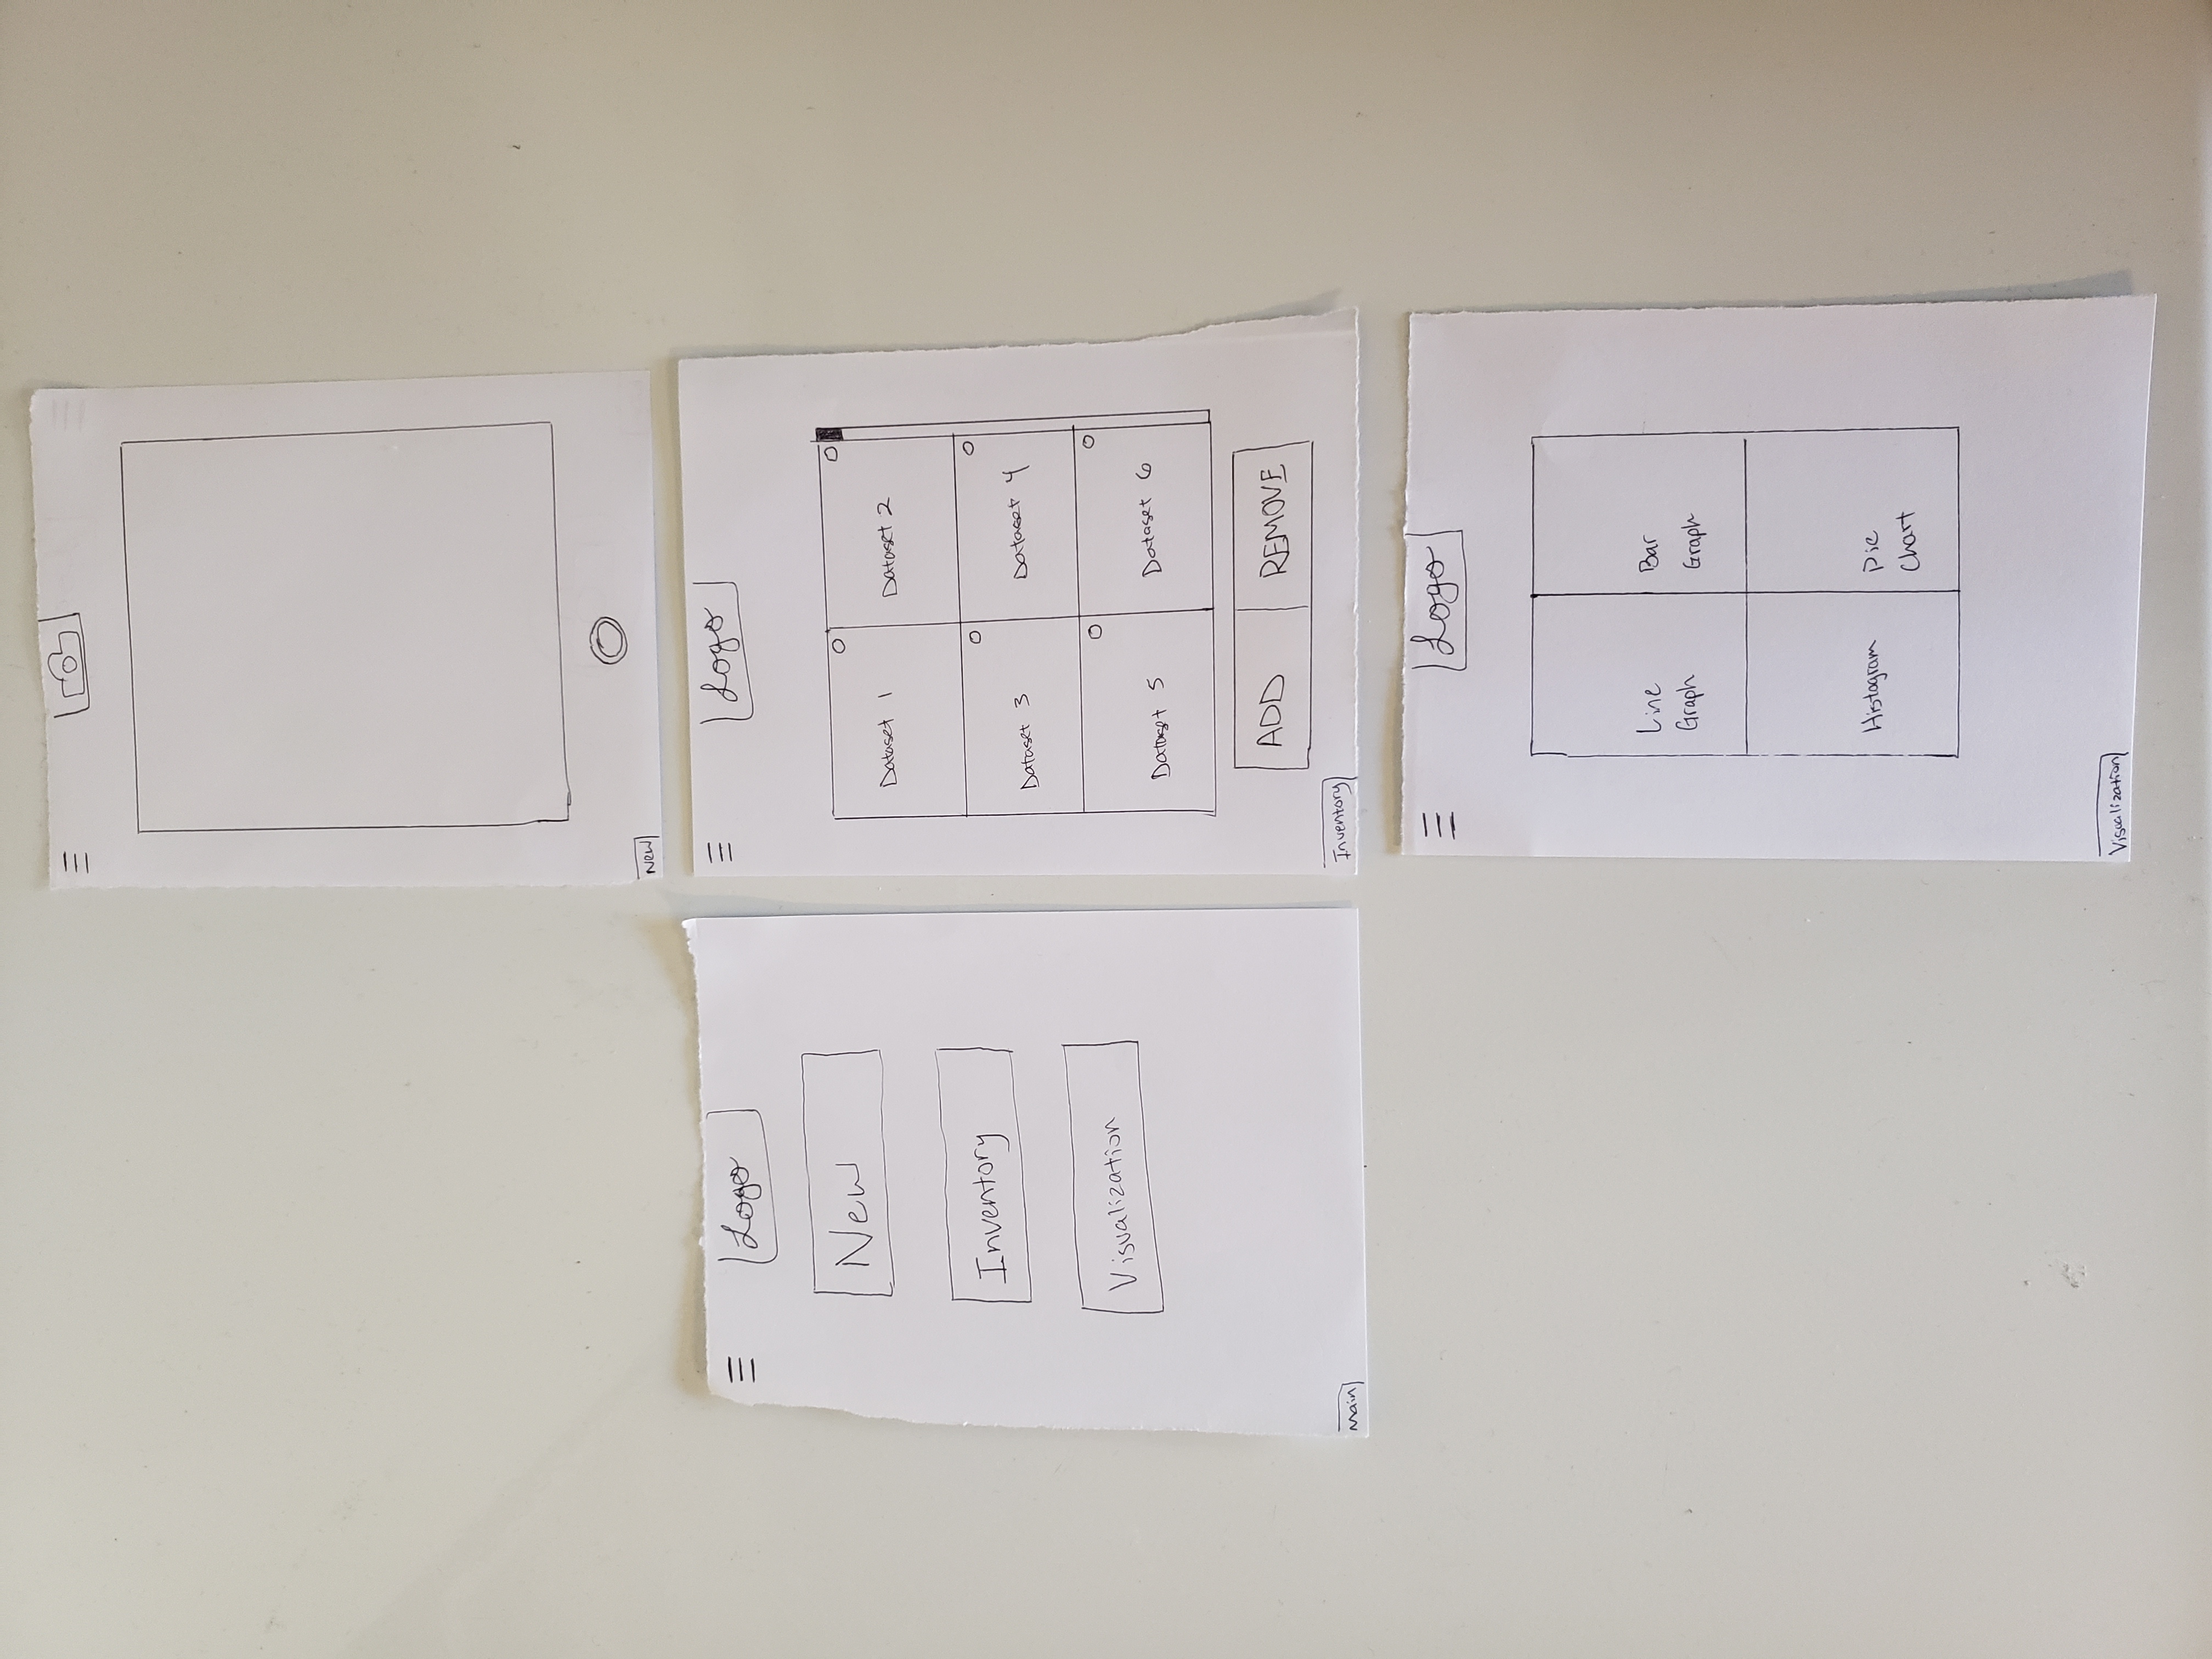 New
Logo
New
Inventory
Visualization
Main
Logo
Dataset 1
Dataset 2
Dataset 3
Dataset 4
Dataset 5
Dataset 6
ADD
REMOVE
Inventory
Logo
Line
Graph
Bar
Graph
Histogram
Pie
Chart
Visualization